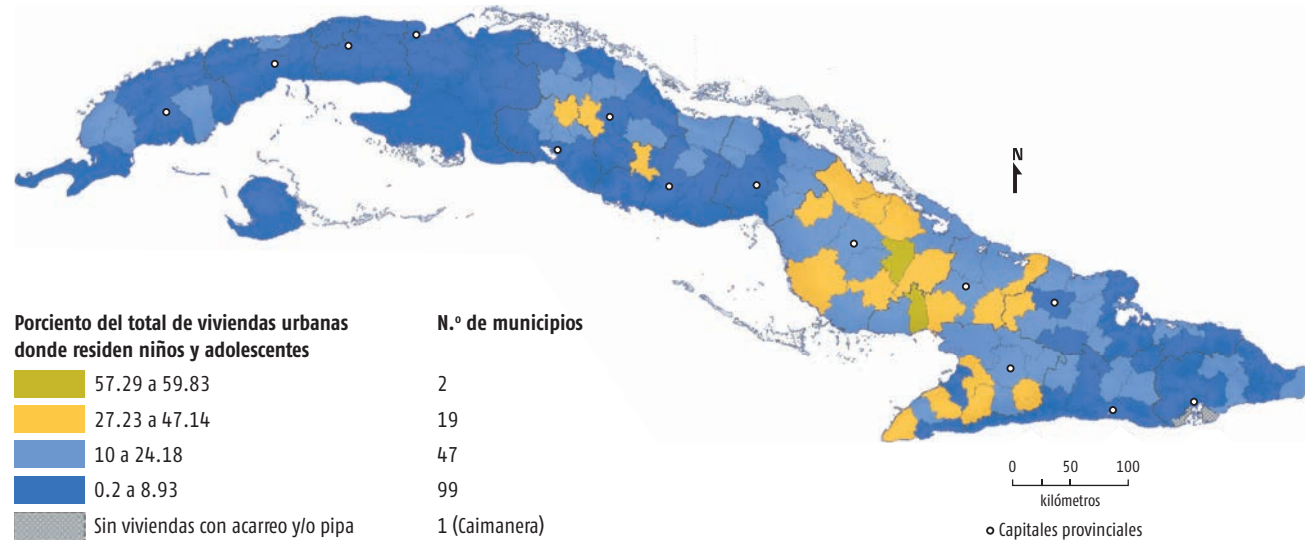 N
Porciento del total de viviendas urbanas
donde residen niños y adolescentes
N.º de municipios
57.29 a 59.83
2
27.23 a 47.14
19
10 a 24.18
47
0.2 a 8.93
99
Sin viviendas con acarreo y/o pipa
1 (Caimanera)
0 50 100
kilómetros
Capitales provinciales